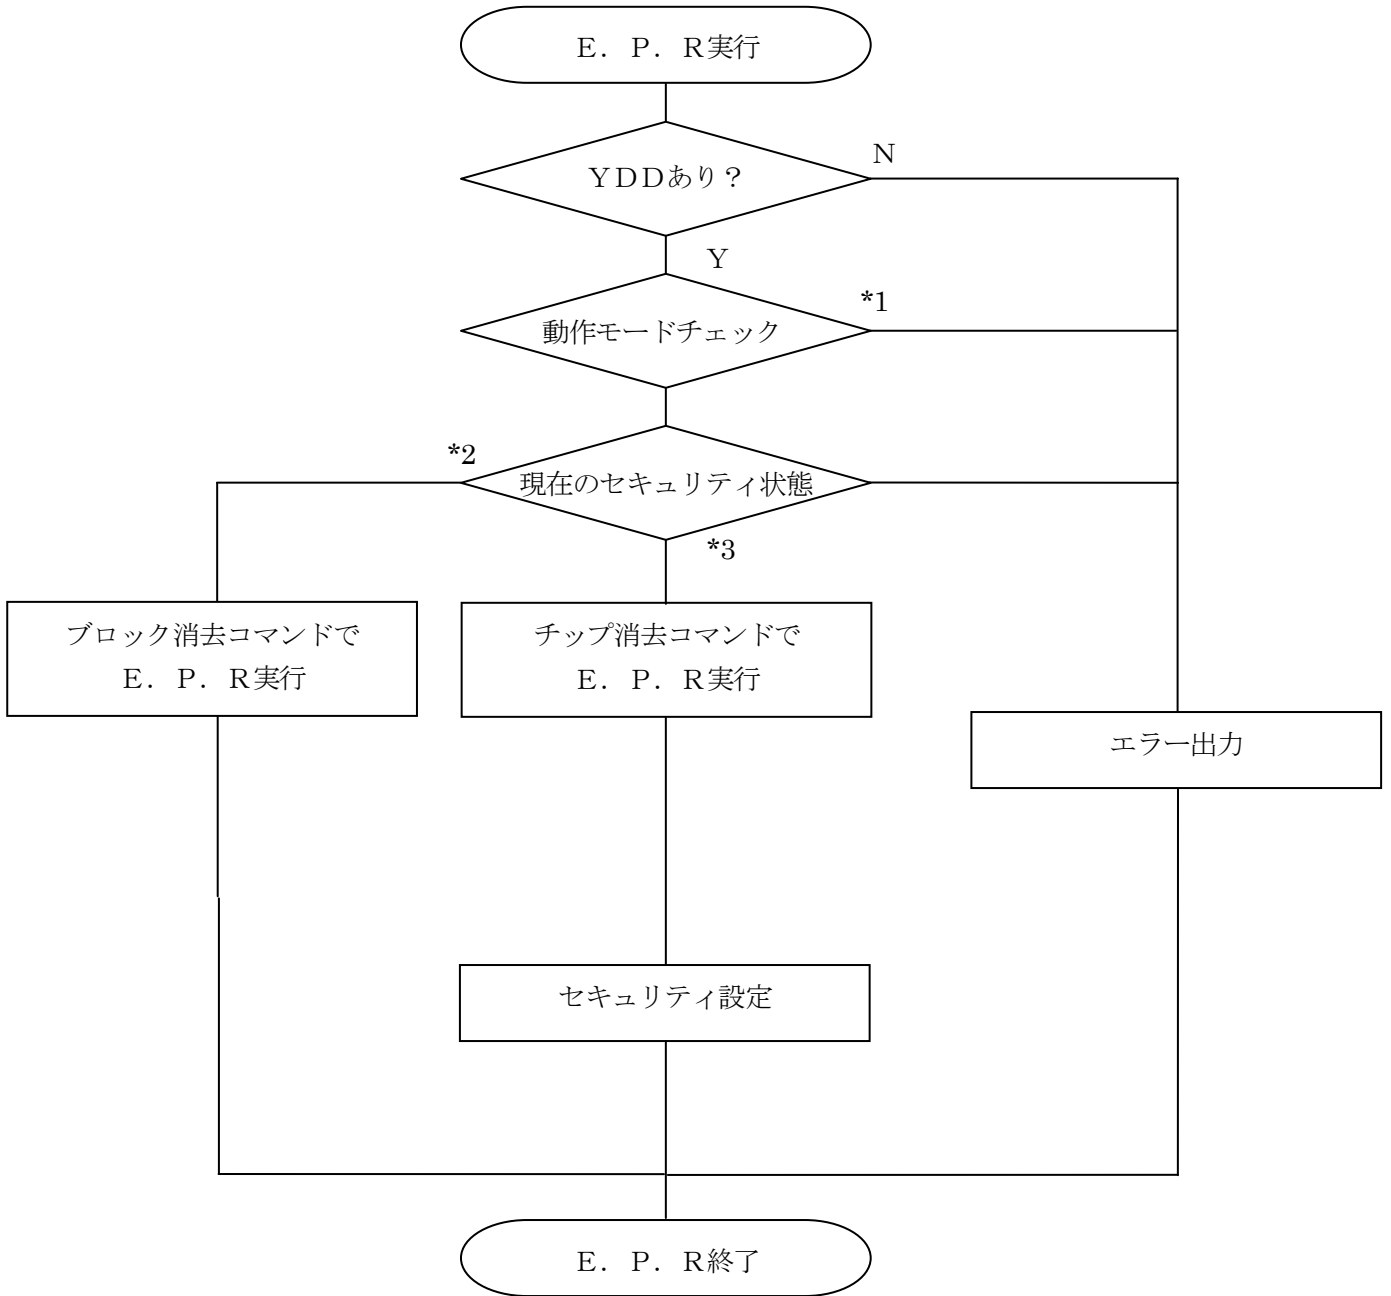 Ｅ．Ｐ．Ｒ実行
ＹＤＤあり？
Ｎ
Ｙ
動作モードチェック
*1
現在のセキュリティ状態
*2
*3
ブロック消去コマンドで
Ｅ．Ｐ．Ｒ実行
チップ消去コマンドで
Ｅ．Ｐ．Ｒ実行
エラー出力
セキュリティ設定
Ｅ．Ｐ．Ｒ終了